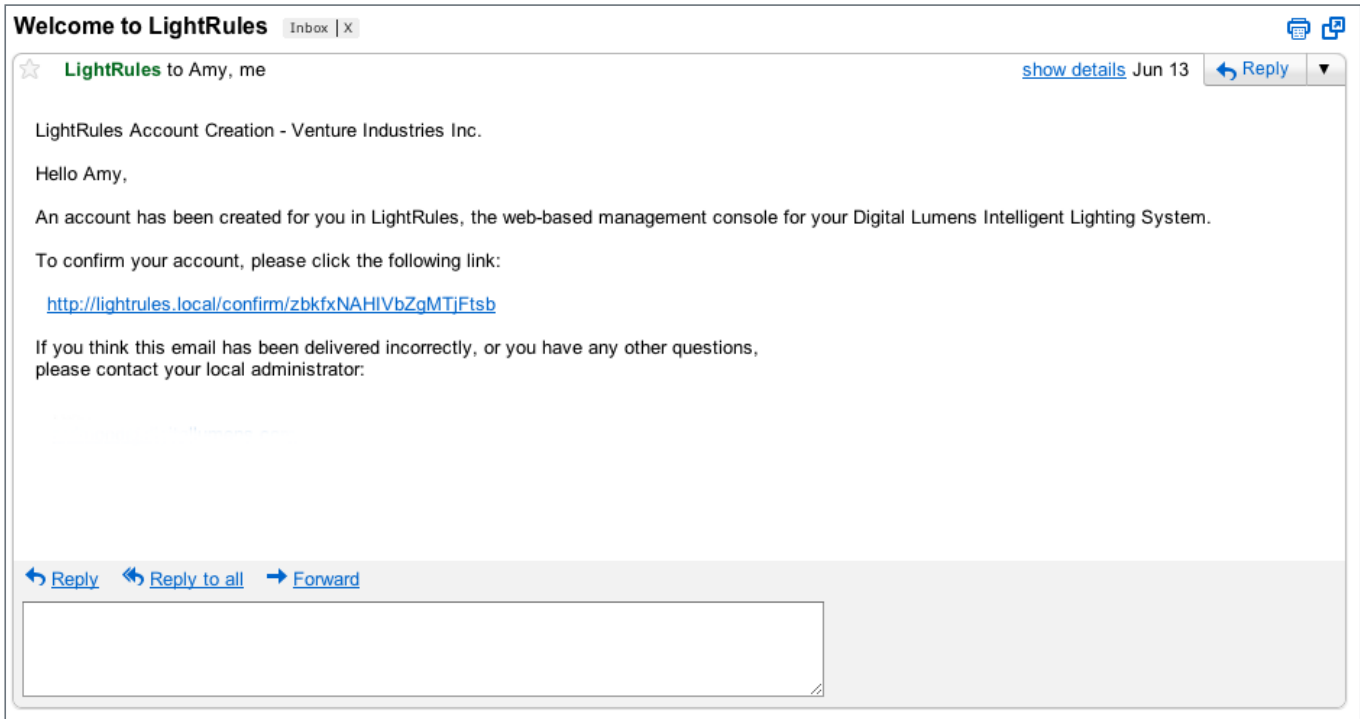 Welcome to LightRules Inbox | X
LightRules to Amy, me show details Jun 13 Reply
LightRules Account Creation - Venture Industries Inc.
Hello Amy,
An account has been created for you in LightRules, the web-based management console for your Digital Lumens Intelligent Lighting System.
To confirm your account, please click the following link:
http://lightrules.local/confirm/zbkfxNAHIVbZgMTjFtsb
If you think this email has been delivered incorrectly, or you have any other questions,
please contact your local administrator:
Reply Reply to all Forward